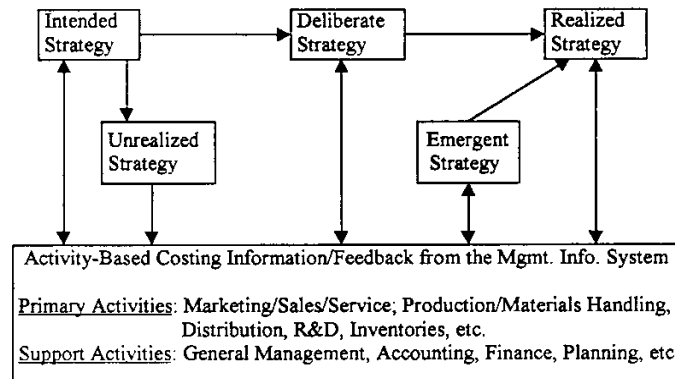 Intended
Strategy
Deliberate
Strategy
Realized
Strategy
Unrealized
Strategy
Emergent
Strategy
Activity-Based Costing Information/Feedback from the Mgmt. Info. System
Primary Activities: Marketing/Sales/Service; Production/Materials Handling,
Distribution, R&D, Inventories, etc.
Support Activities: General Management, Accounting, Finance, Planning, etc